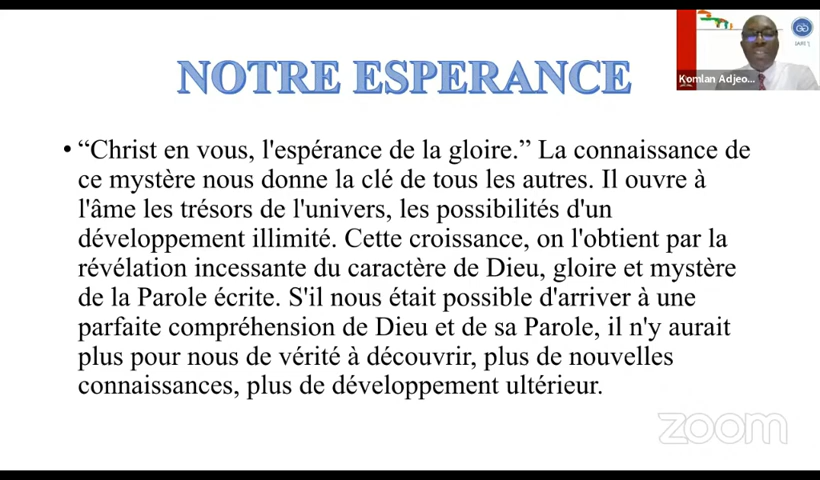 NOTRE ESPERANCE
Komlan Adjeo...
• “Christ en vous, l'espérance de la gloire.” La connaissance de
ce mystère nous donne la clé de tous les autres. Il ouvre à
l'âme les trésors de l'univers, les possibilités d'un
développement illimité. Cette croissance, on l'obtient par la
révélation incessante du caractère de Dieu, gloire et mystère
de la Parole écrite. S'il nous était possible d'arriver à une
parfaite compréhension de Dieu et de sa Parole, il n'y aurait
plus pour nous de vérité à découvrir, plus de nouvelles
connaissances, plus de développement ultérieur.
zoom